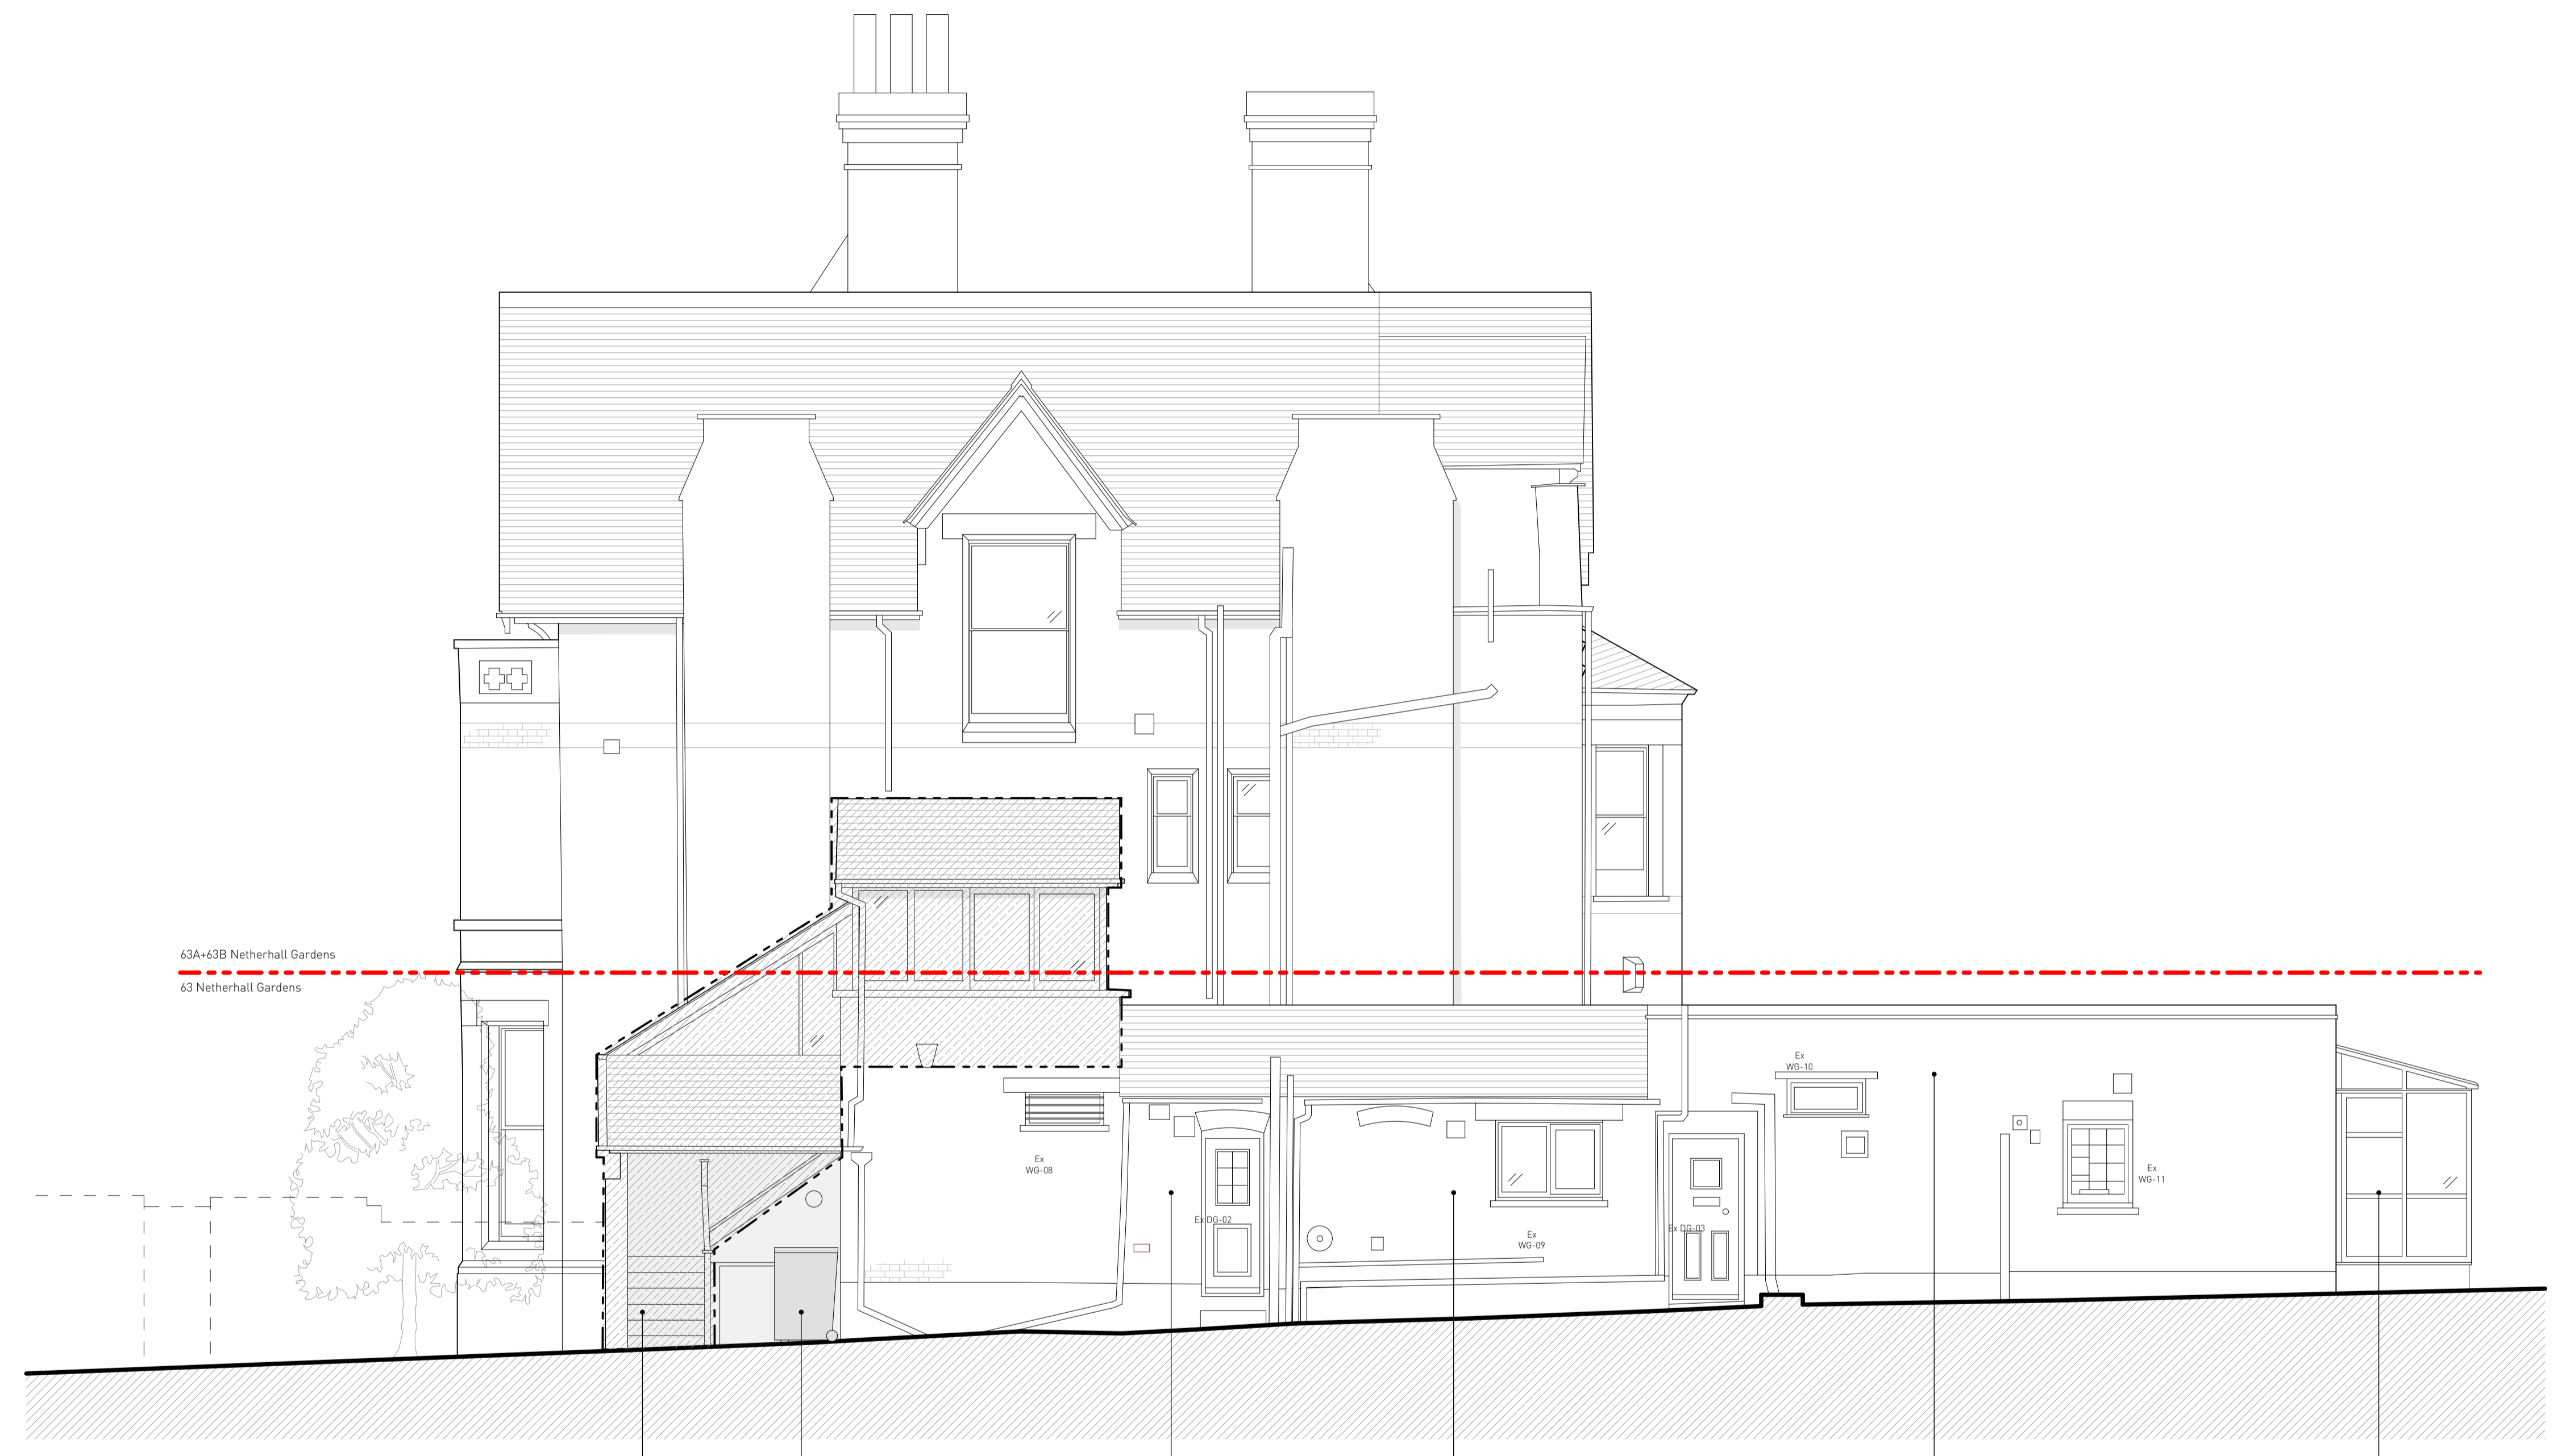 63A+63B Netherhall Gardens
63 Netherhall Gardens
Ex
WG-10
Ex
WG-08
Ex
WG-11
Ex DG-02
Ex DG-03
Ex
WG-09